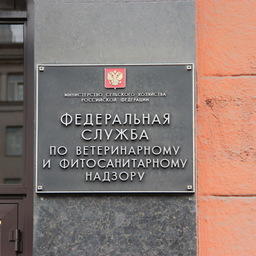 МИНИСТЕРСТВО СЕЛЬСКОГО ХОЗЯЙСТВА
РОССИЙСКОЙ ФЕДЕРАЦИИ
ФЕДЕРАЛЬНАЯ
СЛУЖБА
ПО ВЕТЕРИНАРНОМУ
И ФИТОСАНИТАРНОМУ
НАДЗОРУ